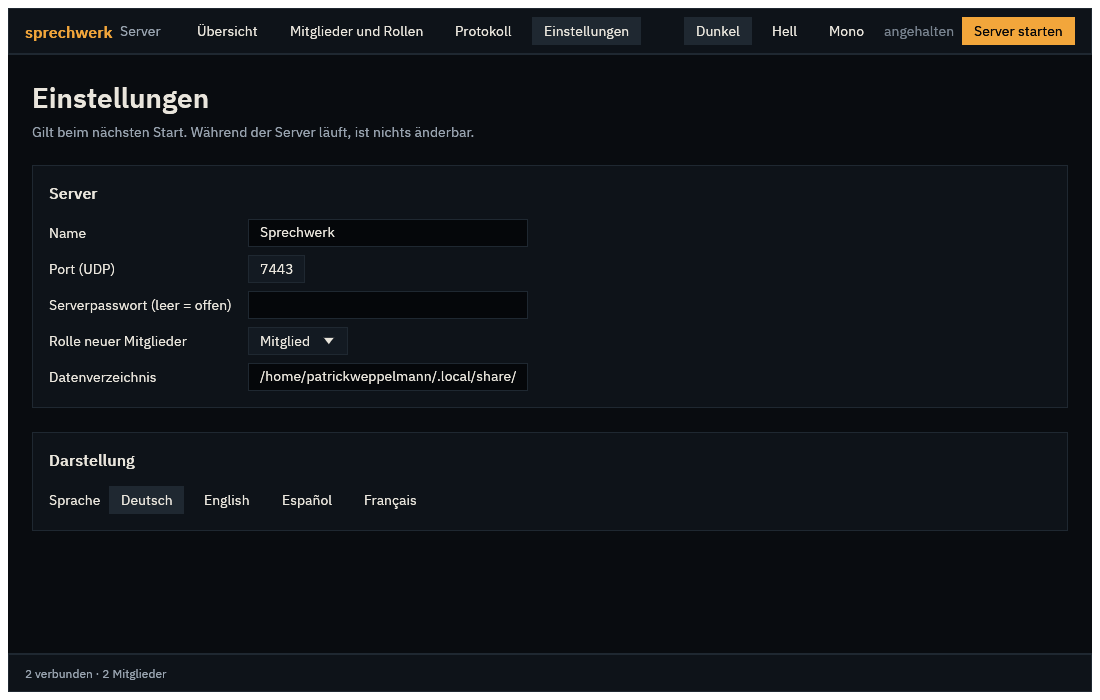 sprechwerk Server Übersicht Mitglieder und Rollen Protokoll Einstellungen Dunkel Hell Mono angehalten Server starten
Einstellungen
Gilt beim nächsten Start. Während der Server läuft, ist nichts änderbar.
Server
Name Sprechwerk
Port (UDP) 7443
Serverpasswort (leer = offen)
Rolle neuer Mitglieder Mitglied
Datenverzeichnis /home/patrickweppelmann/.local/share/
Darstellung
Sprache Deutsch English Español Français
2 verbunden · 2 Mitglieder